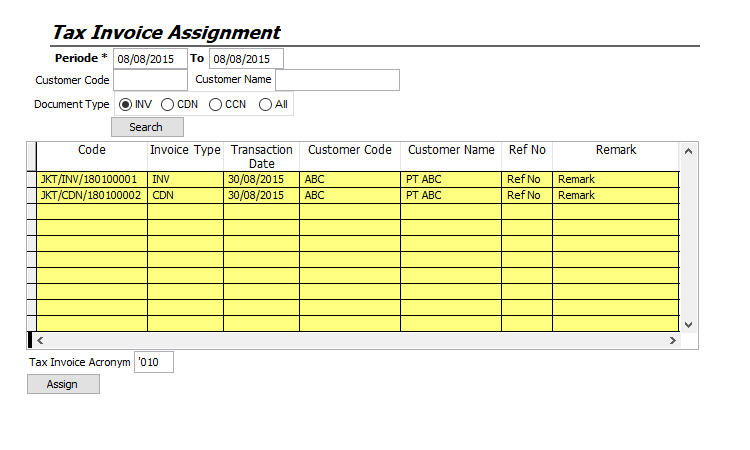 Tax Invoice Assignment
Periode * 08/08/2015 To 08/08/2015
Customer Code Customer Name
Document Type INV CDN CCN All
Search
Code Invoice Type Transaction Date Customer Code Customer Name Ref No Remark
JKT/INV/180100001 INV 30/08/2015 ABC PT ABC Ref No Remark
JKT/CDN/180100002 CDN 30/08/2015 ABC PT ABC Ref No Remark
Tax Invoice Acronym '010
Assign